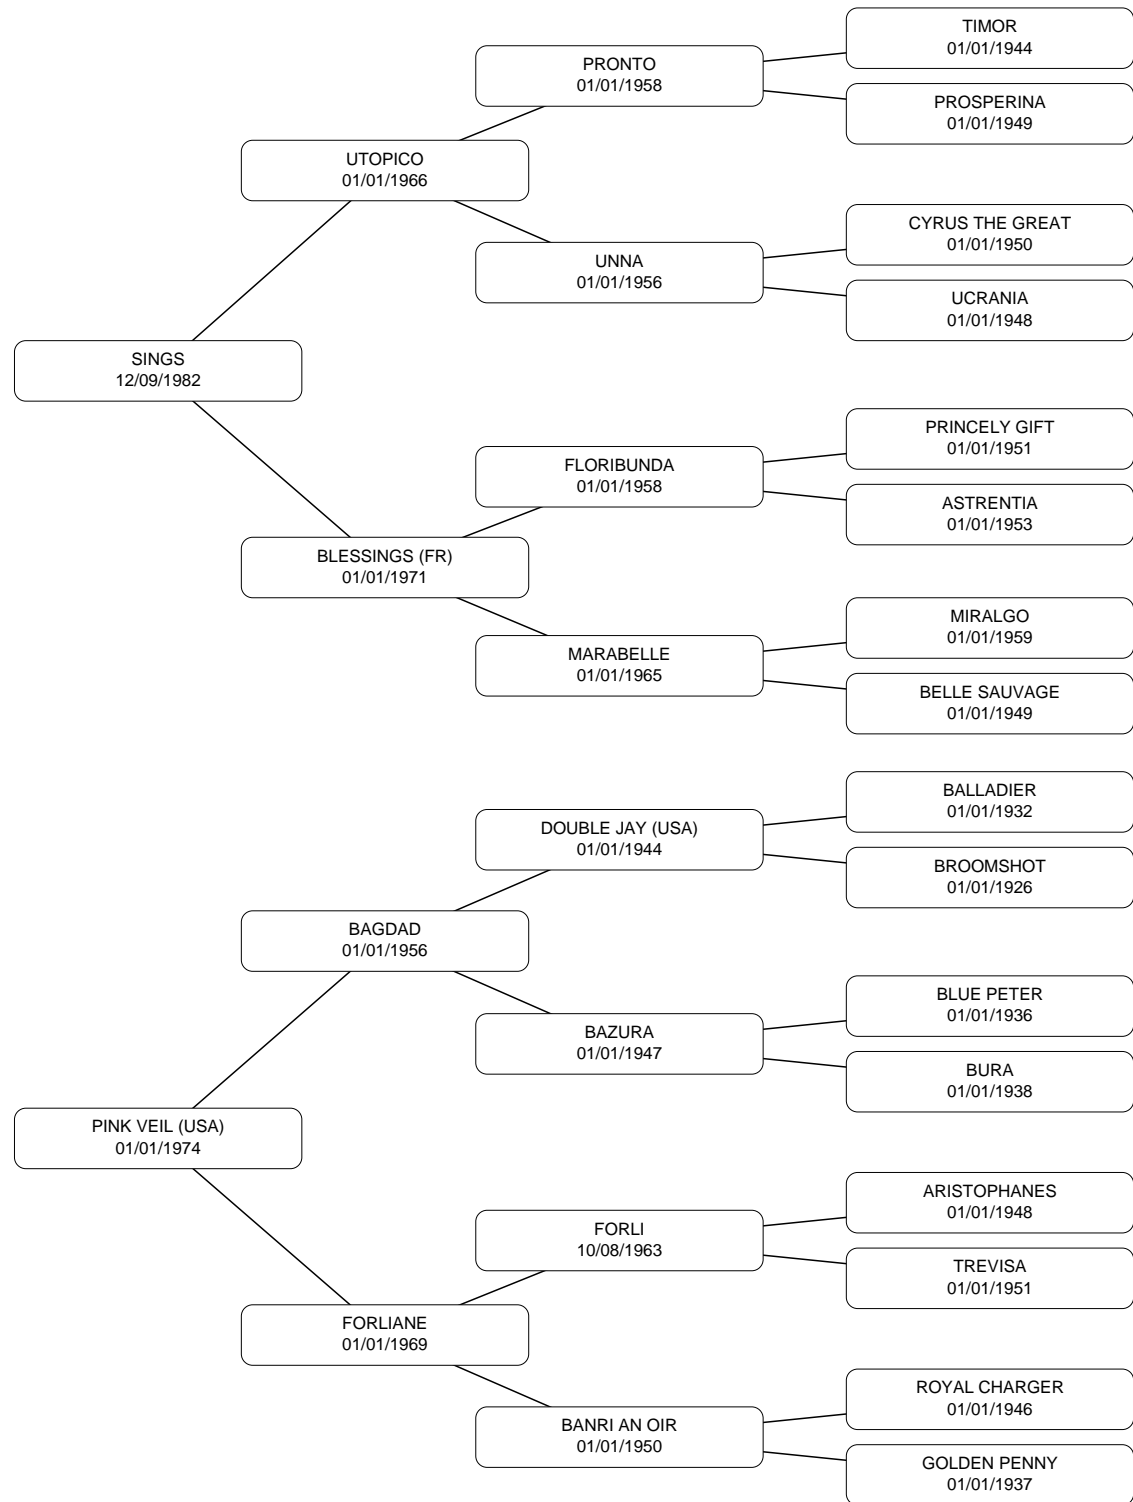 TIMOR
01/01/1944
PRONTO
01/01/1958
PROSPERINA
01/01/1949
UTOPICO
01/01/1966
CYRUS THE GREAT
01/01/1950
UNNA
01/01/1956
UCRANIA
01/01/1948
SINGS
12/09/1982
PRINCELY GIFT
01/01/1951
FLORIBUNDA
01/01/1958
ASTRENTIA
01/01/1953
BLESSINGS (FR)
01/01/1971
MIRALGO
01/01/1959
MARABELLE
01/01/1965
BELLE SAUVAGE
01/01/1949
BALLADIER
01/01/1932
DOUBLE JAY (USA)
01/01/1944
BROOMSHOT
01/01/1926
BAGDAD
01/01/1956
BLUE PETER
01/01/1936
BAZURA
01/01/1947
BURA
01/01/1938
PINK VEIL (USA)
01/01/1974
ARISTOPHANES
01/01/1948
FORLI
10/08/1963
TREVISA
01/01/1951
FORLIANE
01/01/1969
ROYAL CHARGER
01/01/1946
BANRI AN OIR
01/01/1950
GOLDEN PENNY
01/01/1937